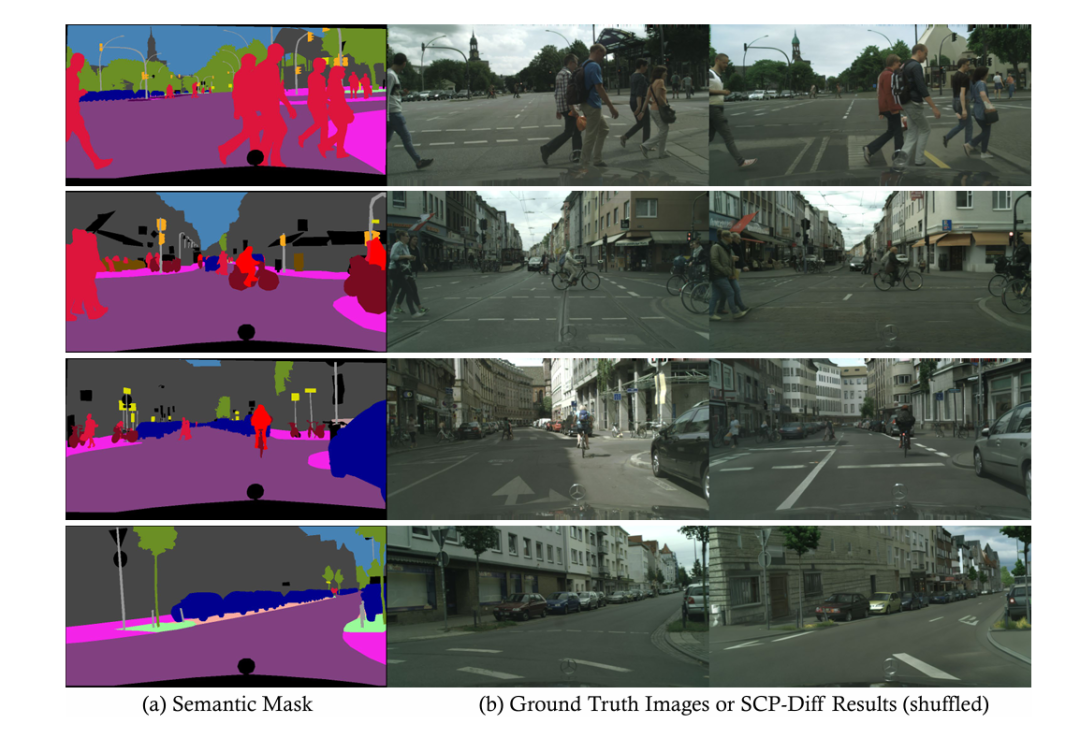 (a) Semantic Mask
(b) Ground Truth Images or SCP-Diff Results (shuffled)